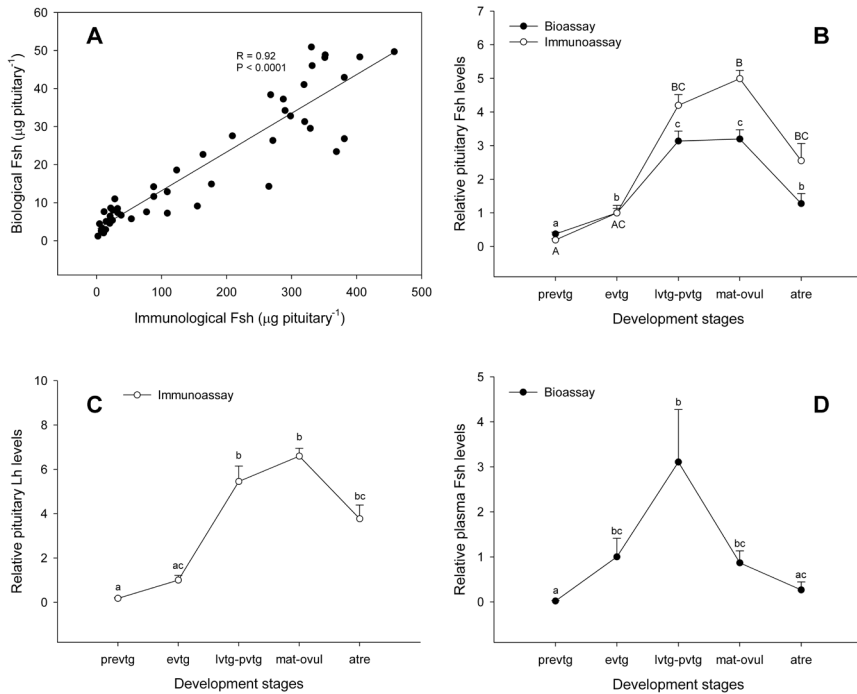 A
R = 0.92
P < 0.0001
Biological Fsh (μg pituitary⁻¹)
60
50
40
30
20
10
0
0 100 200 300 400 500
Immunological Fsh (μg pituitary⁻¹)
B
Bioassay
Immunoassay
Relative pituitary Fsh levels
7
6
5
4
3
2
1
0
a
A
b
AC
BC
c
B
c
BC
b
prevtg evtg lvtg-pvtg mat-ovul atre
Development stages
C
Immunoassay
Relative pituitary Lh levels
10
8
6
4
2
0
a
ac
b
b
bc
prevtg evtg lvtg-pvtg mat-ovul atre
Development stages
D
Bioassay
Relative plasma Fsh levels
5
4
3
2
1
0
a
bc
b
bc
ac
prevtg evtg lvtg-pvtg mat-ovul atre
Development stages